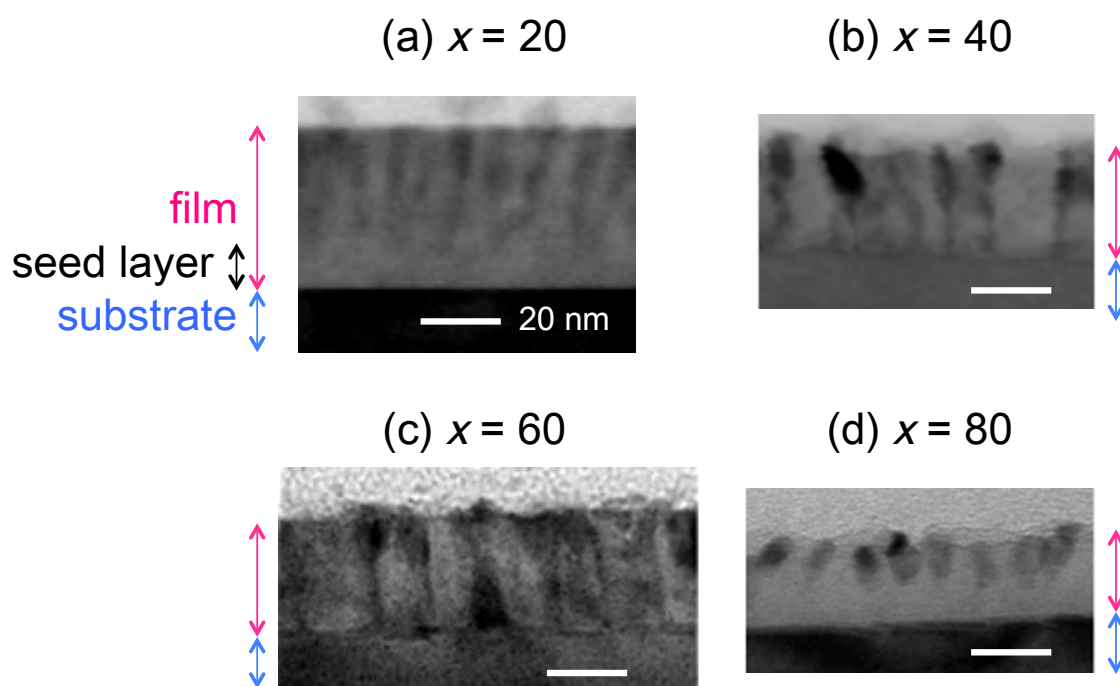 (a) x = 20
(b) x = 40
film
seed layer
substrate
20 nm
(c) x = 60
(d) x = 80